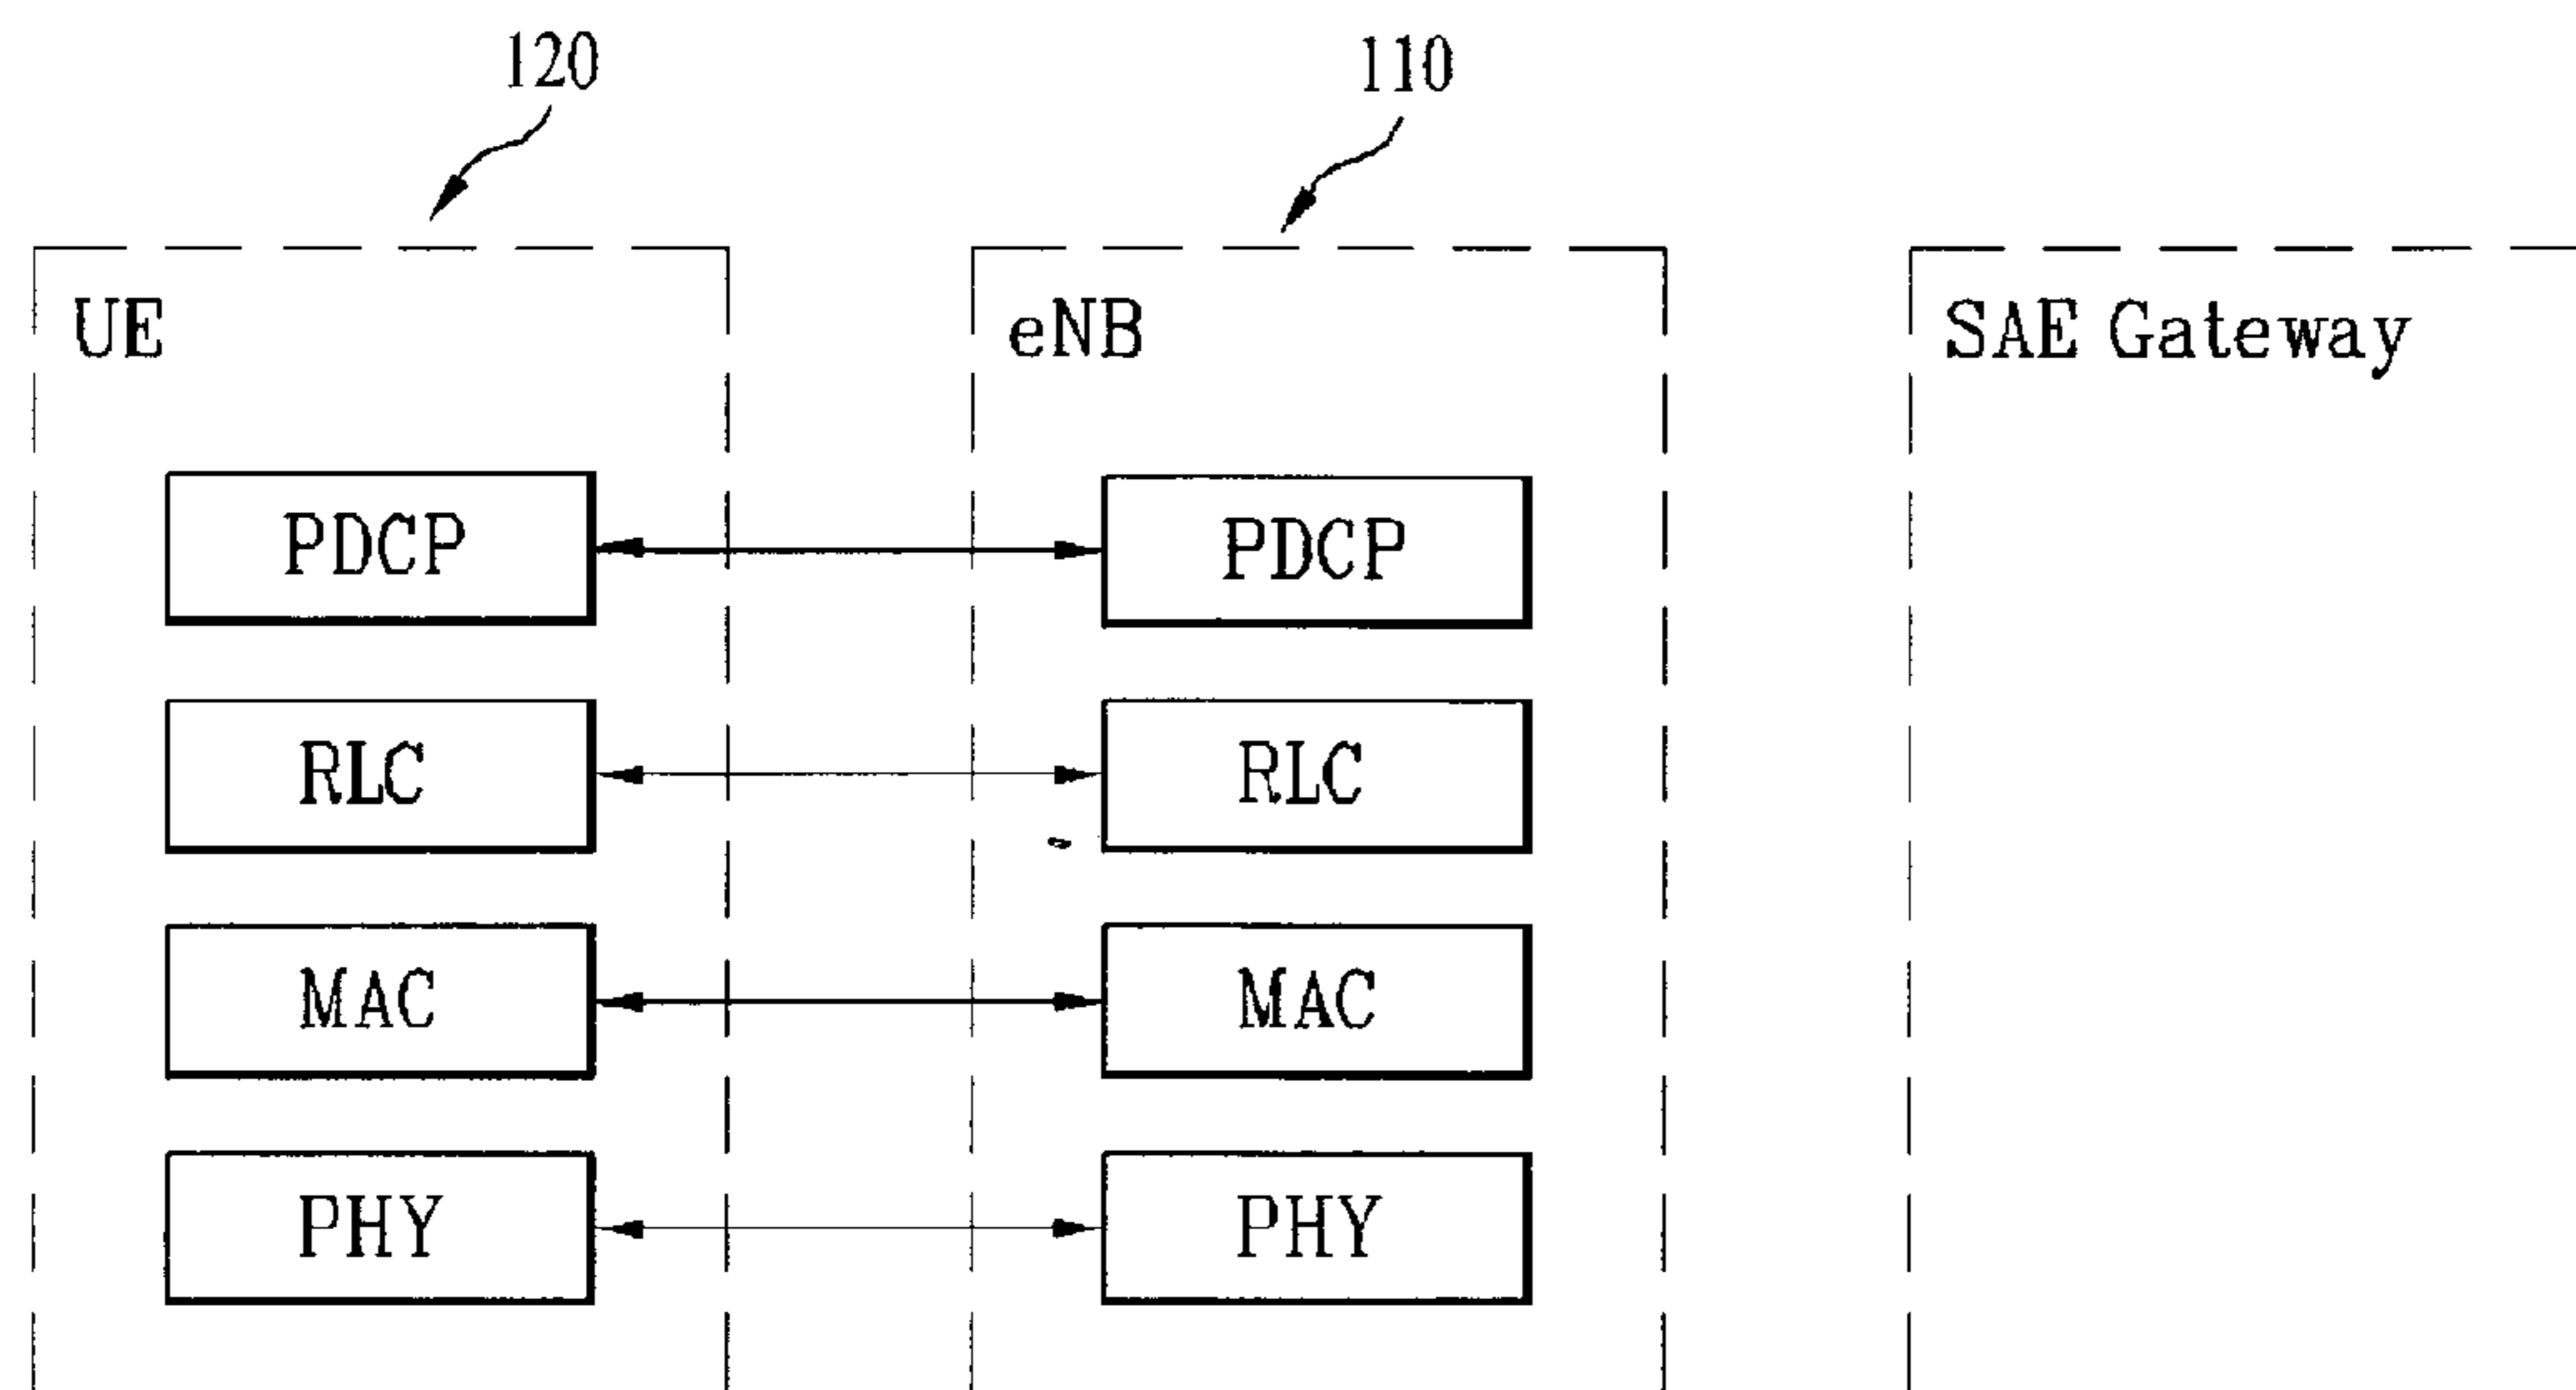 120
110
UE
eNB
SAE Gateway
PDCP
PDCP
RLC
RLC
MAC
MAC
PHY
PHY